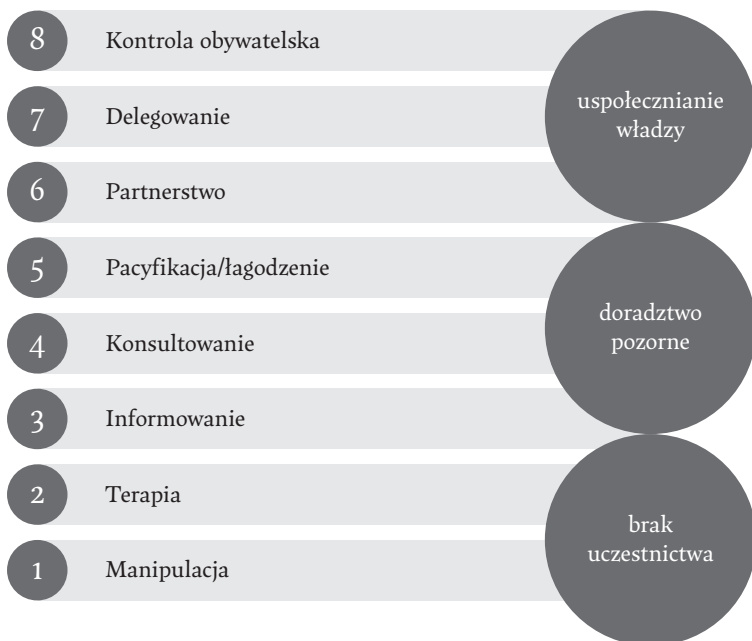 8 Kontrola obywatelska
7 Delegowanie
6 Partnerstwo
uspołecznianie
władzy
5 Pacyfikacja/łagodzenie
4 Konsultowanie
3 Informowanie
doradztwo
pozorne
2 Terapia
1 Manipulacja
brak
uczestnictwa